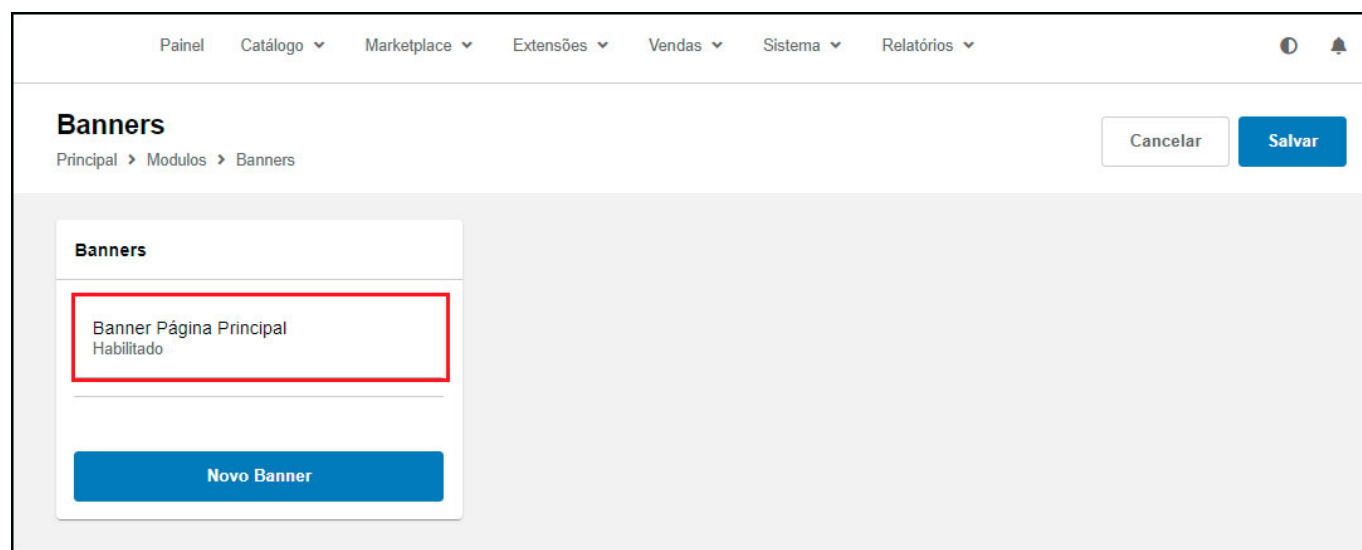 Painel Catálogo Marketplace Extensões Vendas Sistema Relatórios
Banners
Principal > Modulos > Banners
Cancelar Salvar
Banners
Banner Página Principal
Habilitado
Novo Banner